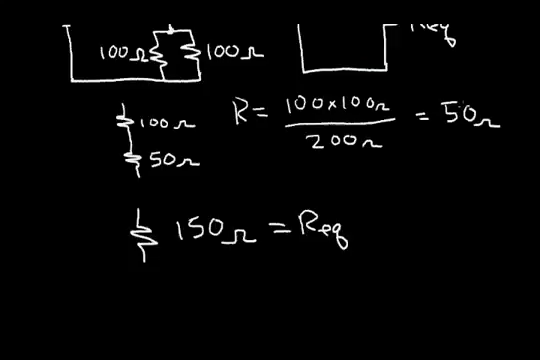 Req
100Ω 100Ω
R = 100×100Ω / 200Ω = 50Ω
100Ω
50Ω
150Ω = Req